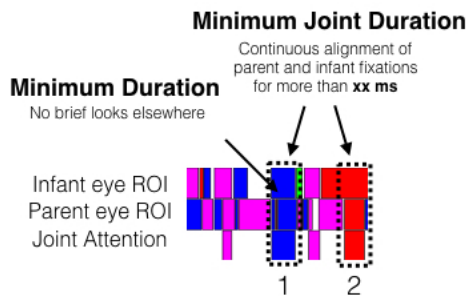 Minimum Joint Duration
Continuous alignment of
parent and infant fixations
for more than xx ms
Minimum Duration
No brief looks elsewhere
Infant eye ROI
Parent eye ROI
Joint Attention
1
2